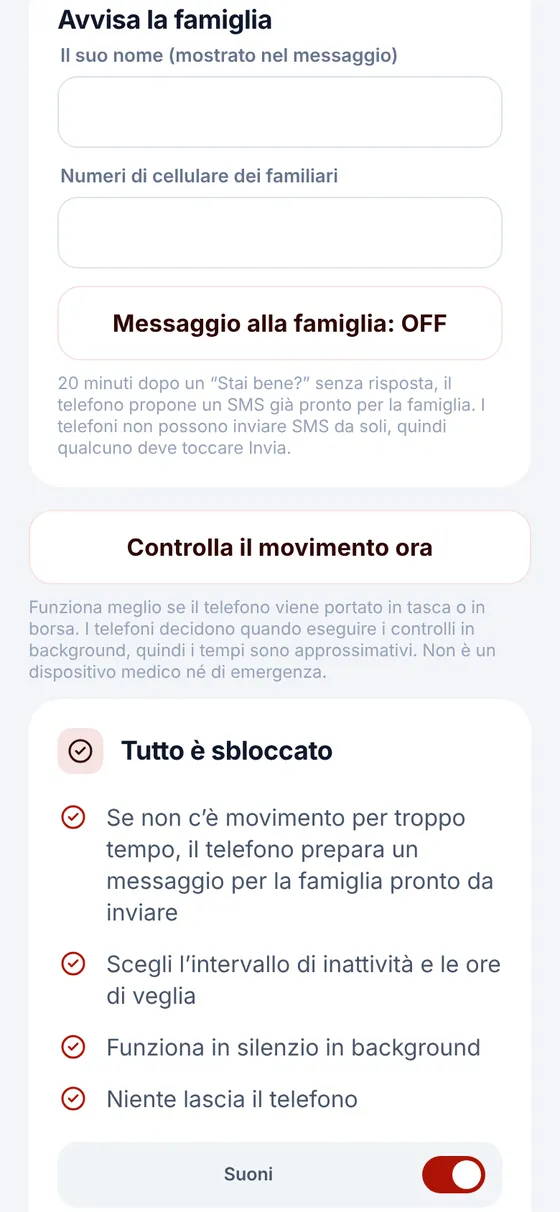 Avvisa la famiglia
Il suo nome (mostrato nel messaggio)
Numeri di cellulare dei familiari
Messaggio alla famiglia: OFF
20 minuti dopo un “Stai bene?” senza risposta, il
telefono propone un SMS già pronto per la famiglia. I
telefoni non possono inviare SMS da soli, quindi
qualcuno deve toccare Invia.
Controlla il movimento ora
Funziona meglio se il telefono viene portato in tasca o in
borsa. I telefoni decidono quando eseguire i controlli in
background, quindi i tempi sono approssimativi. Non è un
dispositivo medico né di emergenza.
Tutto è sbloccato
Se non c’è movimento per troppo
tempo, il telefono prepara un
messaggio per la famiglia pronto da
inviare
Scegli l’intervallo di inattività e le ore
di veglia
Funziona in silenzio in background
Niente lascia il telefono
Suoni